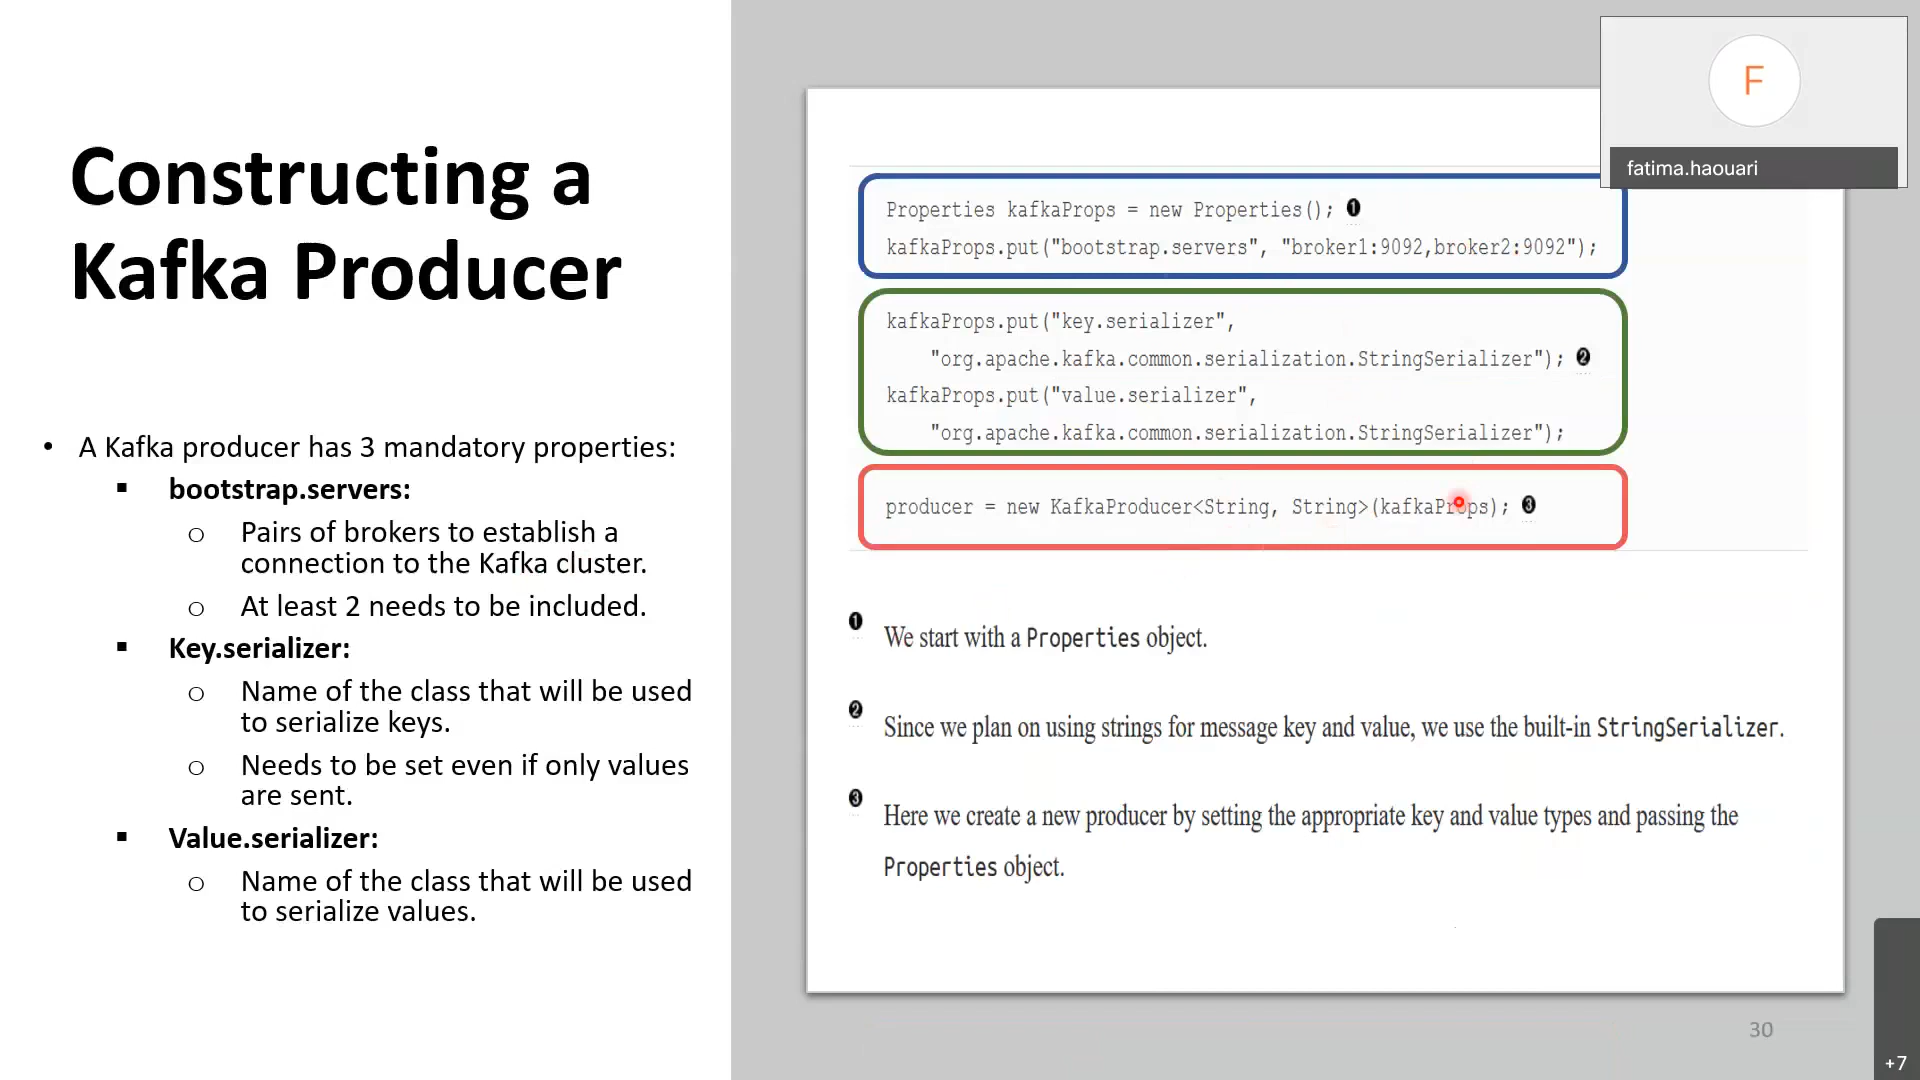 Constructing a
Kafka Producer
• A Kafka producer has 3 mandatory properties:
▪ bootstrap.servers:
o Pairs of brokers to establish a
connection to the Kafka cluster.
o At least 2 needs to be included.
▪ Key.serializer:
o Name of the class that will be used
to serialize keys.
o Needs to be set even if only values
are sent.
▪ Value.serializer:
o Name of the class that will be used
to serialize values.
F
fatima.haouari
Properties kafkaProps = new Properties(); ❶
kafkaProps.put("bootstrap.servers", "broker1:9092,broker2:9092");
kafkaProps.put("key.serializer",
"org.apache.kafka.common.serialization.StringSerializer"); ❷
kafkaProps.put("value.serializer",
"org.apache.kafka.common.serialization.StringSerializer");
producer = new KafkaProducer<String, String>(kafkaProps); ❸
❶ We start with a Properties object.
❷ Since we plan on using strings for message key and value, we use the built-in StringSerializer.
❸ Here we create a new producer by setting the appropriate key and value types and passing the
Properties object.
30
+7